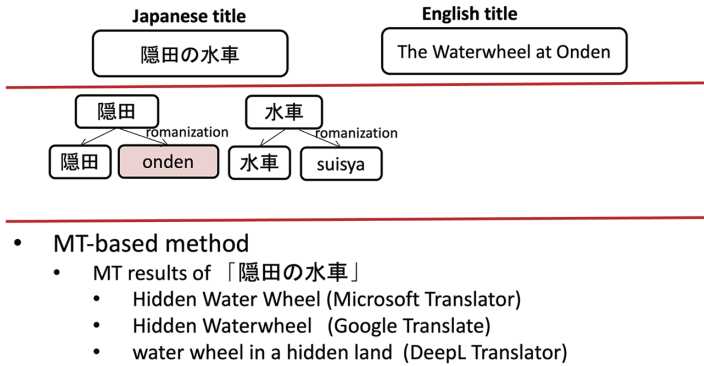 Japanese title
English title
隠田の水車
The Waterwheel at Onden
隠田
水車
romanization
romanization
隠田
onden
水車
suisya
• MT-based method
• MT results of 「隠田の水車」
• Hidden Water Wheel (Microsoft Translator)
• Hidden Waterwheel (Google Translate)
• water wheel in a hidden land (DeepL Translator)